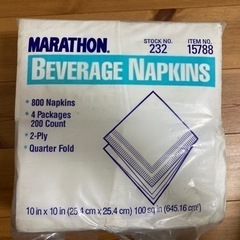 MARATHON.
STOCK NO. ITEM NO.
232 15788
BEVERAGE NAPKINS
• 800 Napkins
• 4 Packages
200 Count
• 2-Ply
• Quarter Fold
10 in x 10 in (25.4 cm x 25.4 cm) 100 sq in (645.16 cm²)